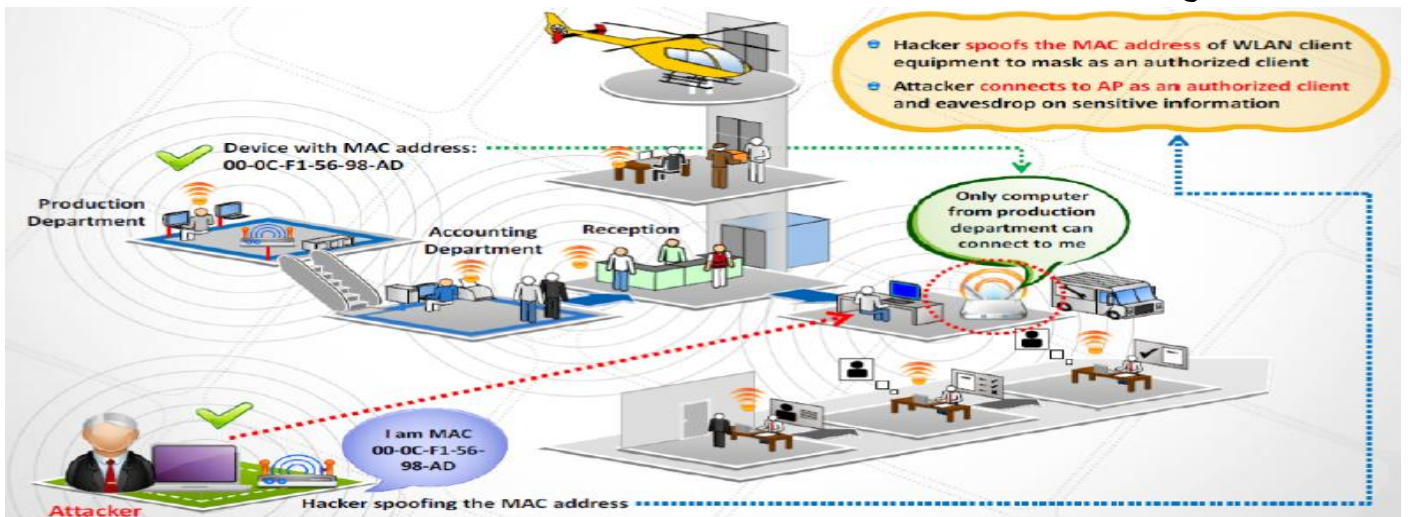 Hacker spoofs the MAC address of WLAN client
equipment to mask as an authorized client
Attacker connects to AP as an authorized client
and eavesdrop on sensitive information
Device with MAC address:
00-0C-F1-56-98-AD
Production
Department
Accounting
Department
Reception
Only computer
from production
department can
connect to me
I am MAC
00-0C-F1-56-
98-AD
Hacker spoofing the MAC address
Attacker